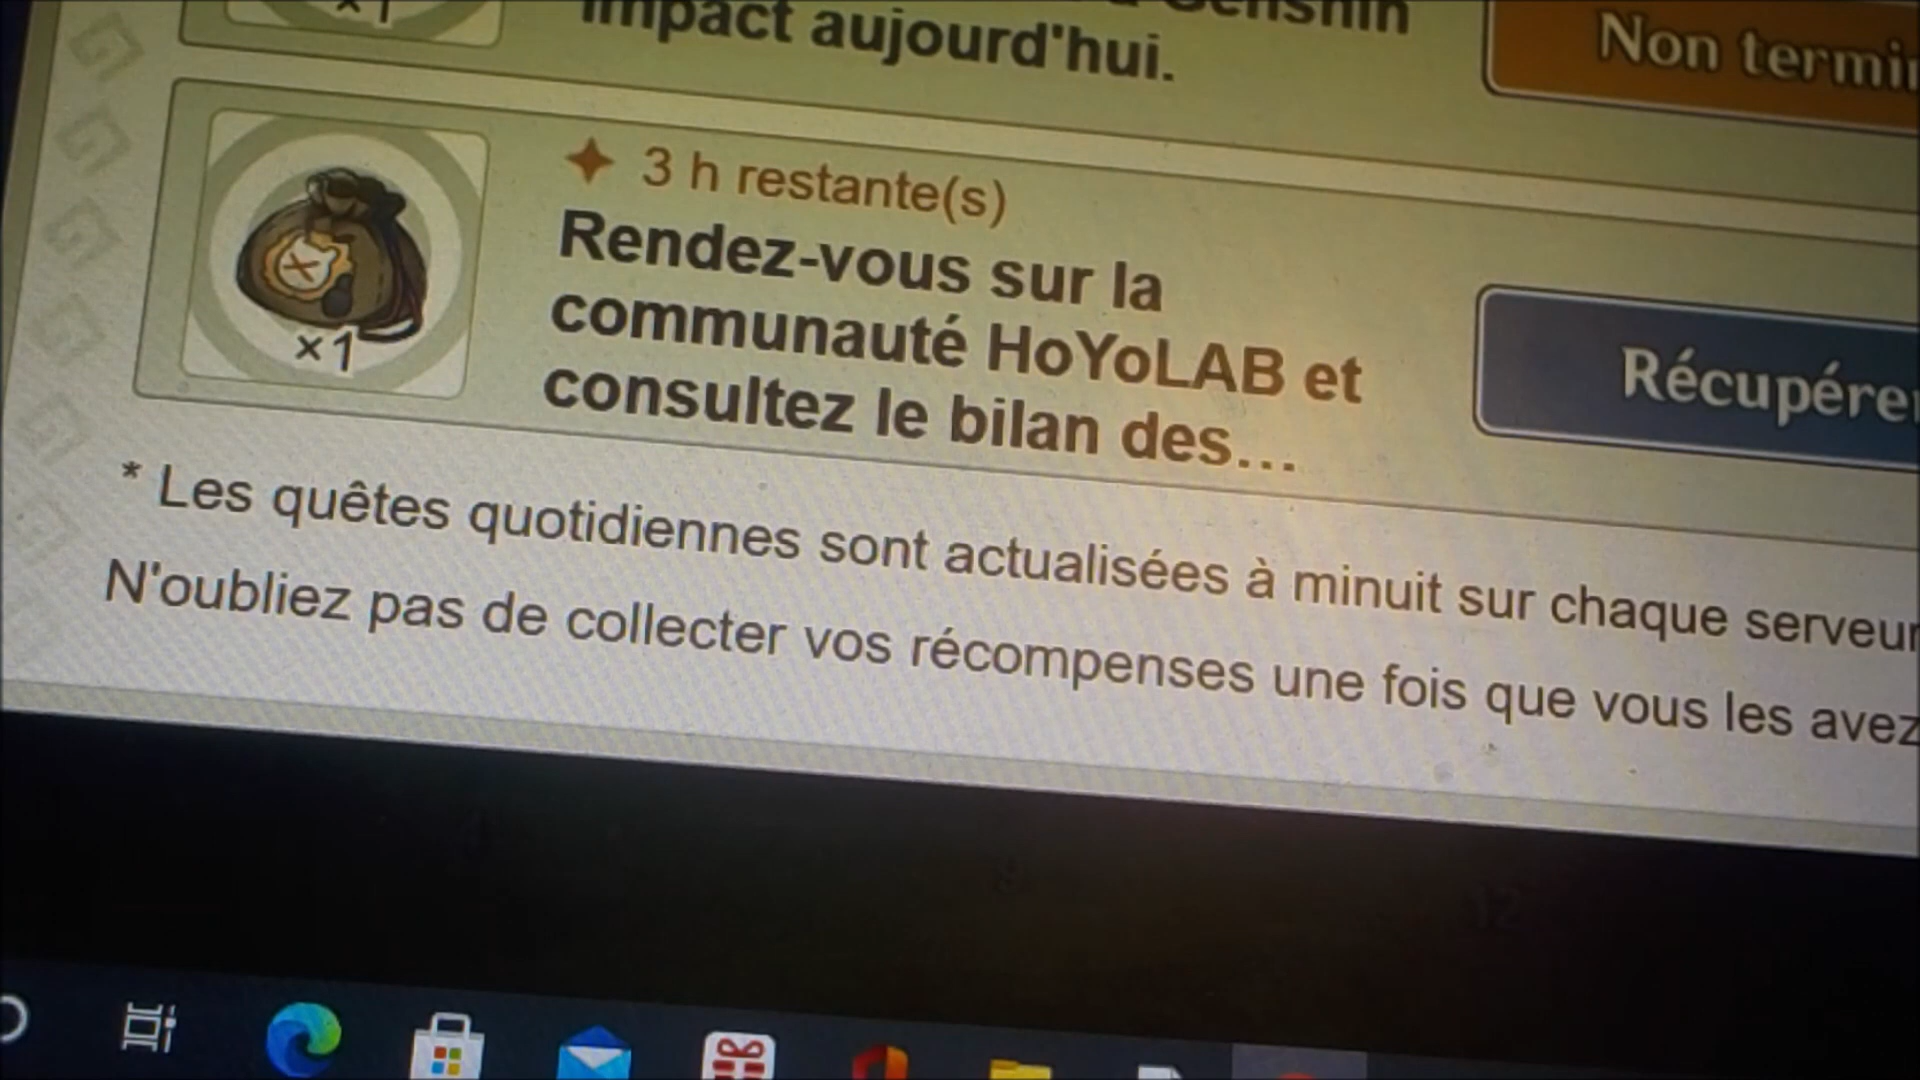 ×1
Genshin
Impact aujourd'hui.
Non
3 h restante(s)
Rendez-vous sur la
communauté HoYoLAB et
consultez le bilan des...
×1
* Les quêtes quotidiennes sont actualisées à minuit sur chaque serveur
N'oubliez pas de collecter vos récompenses une fois que vous les avez